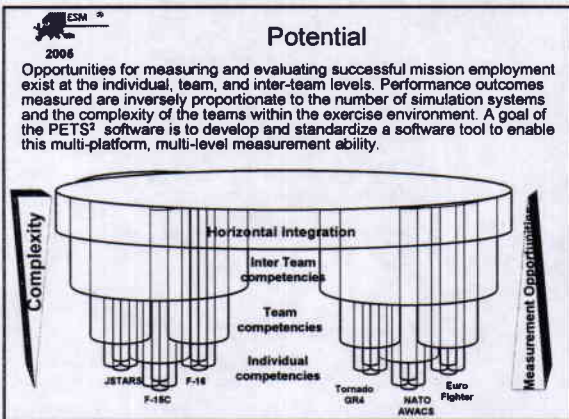 ESM
2006
Potential
Opportunities for measuring and evaluating successful mission employment
exist at the individual, team, and inter-team levels. Performance outcomes
measured are inversely proportionate to the number of simulation systems
and the complexity of the teams within the exercise environment. A goal of
the PETS² software is to develop and standardize a software tool to enable
this multi-platform, multi-level measurement ability.
Complexity
Horizontal Integration
Inter Team
competencies
Team
competencies
Individual
competencies
JSTARS
F-15C
F-16
Tornado
GR4
NATO
AWACS
Euro
Fighter
Measurement Opportunities